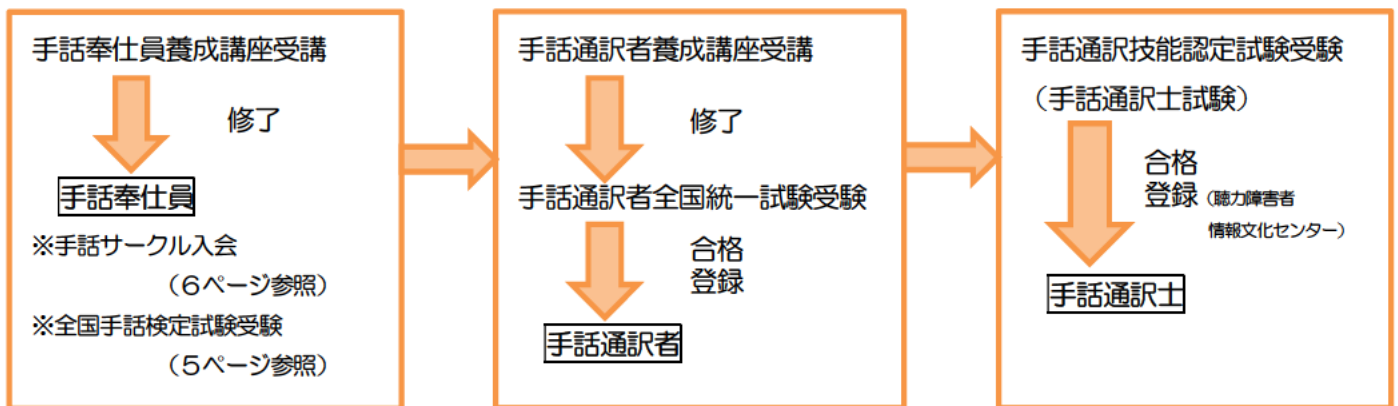 手話奉仕員養成講座受講
修了
手話奉仕員
※手話サークル入会
（６ページ参照）
※全国手話検定試験受験
（５ページ参照）
手話通訳者養成講座受講
修了
手話通訳者全国統一試験受験
合格
登録
手話通訳者
手話通訳技能認定試験受験
（手話通訳士試験）
合格
登録（聴力障害者
情報文化センター）
手話通訳士